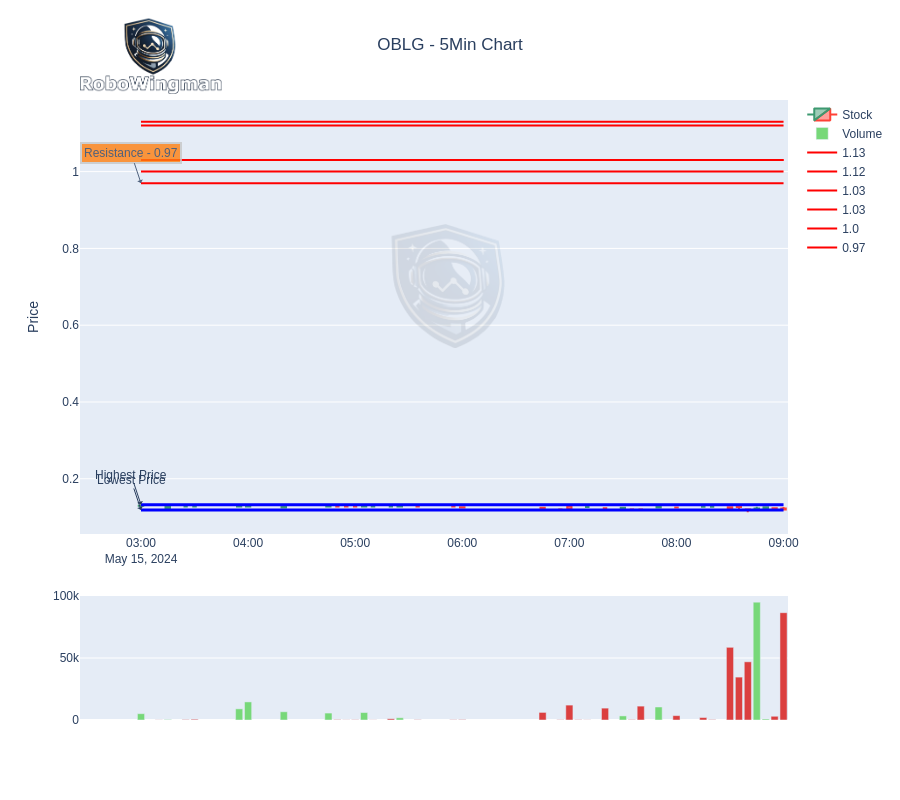 RoboWingman
OBLG - 5Min Chart
Stock
Volume
1.13
1.12
1.03
1.03
1.0
0.97
Resistance - 0.97
1
0.8
0.6
0.4
0.2
Price
Highest Price
Lowest Price
03:00 04:00 05:00 06:00 07:00 08:00 09:00
May 15, 2024
100k
50k
0